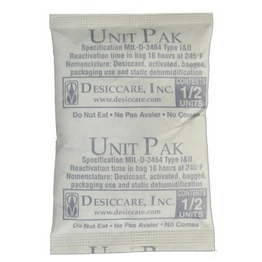 UNIT PAK
Specification MIL-D-3464 Type I&II
Reactivation time in bag 16 hours at 245°F
Nomenclature: Desiccant, activated, bagged,
packaging use and static dehumidification
DESICCARE, INC.
www.desiccare.com
CONTENTS
1/2
UNITS
Do Not Eat • Ne Pas Avaler • No Comes
UNIT PAK
Specification MIL-D-3464 Type I&II
Reactivation time in bag 16 hours at 245°F
Nomenclature: Desiccant, activated, bagged,
packaging use and static dehumidification
DESICCARE, INC.
www.desiccare.com
CONTENTS
1/2
UNITS
Do Not Eat • Ne Pas Avaler • No Comes